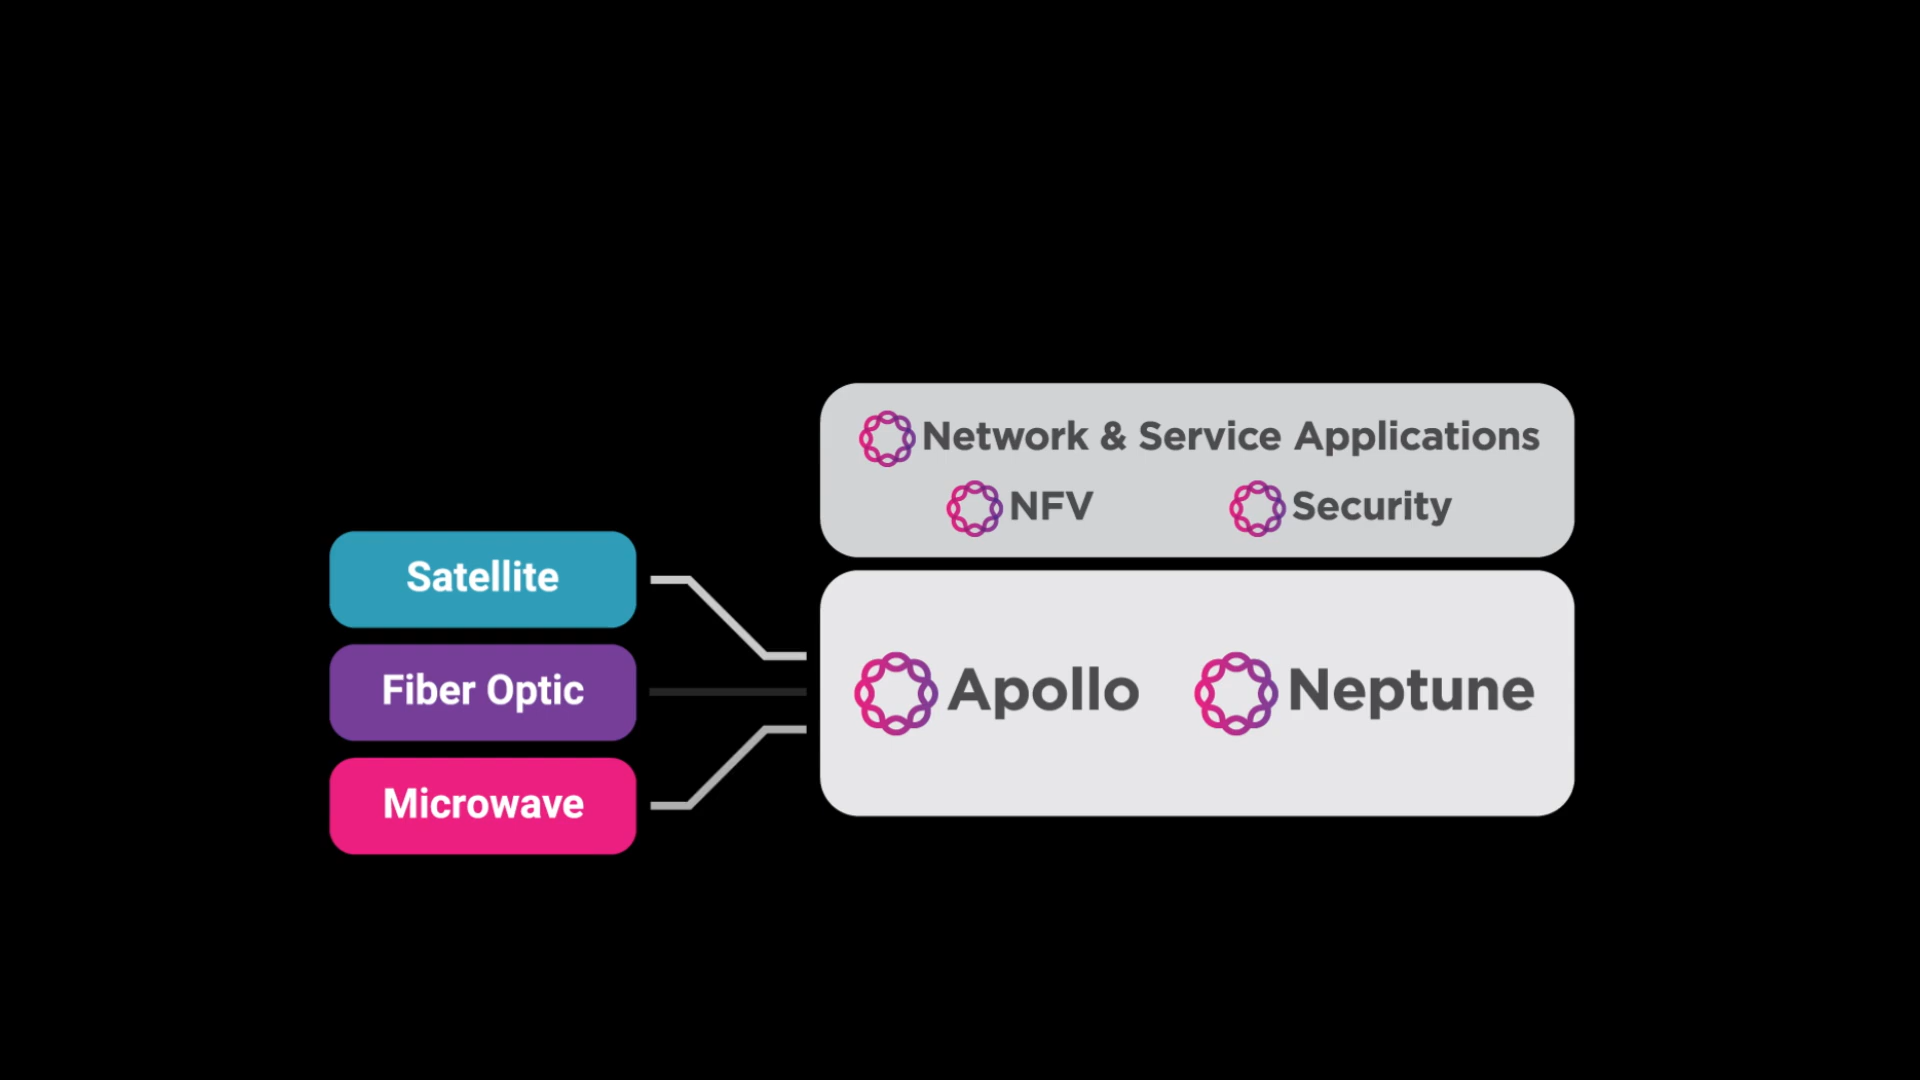 Network & Service Applications
NFV
Security
Satellite
Fiber Optic
Microwave
Apollo
Neptune